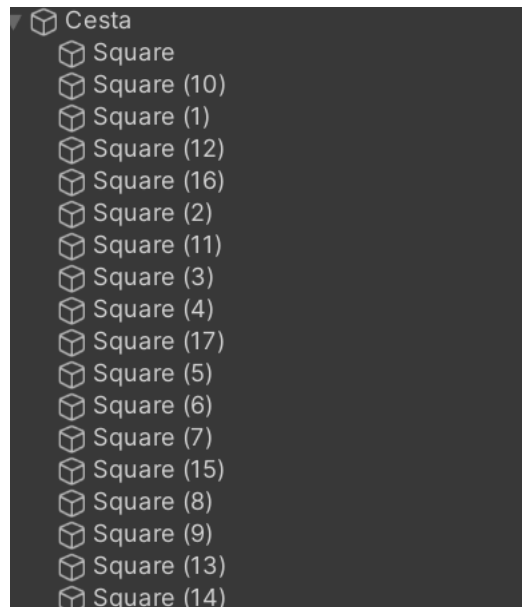 Cesta
Square
Square (10)
Square (1)
Square (12)
Square (16)
Square (2)
Square (11)
Square (3)
Square (4)
Square (17)
Square (5)
Square (6)
Square (7)
Square (15)
Square (8)
Square (9)
Square (13)
Square (14)